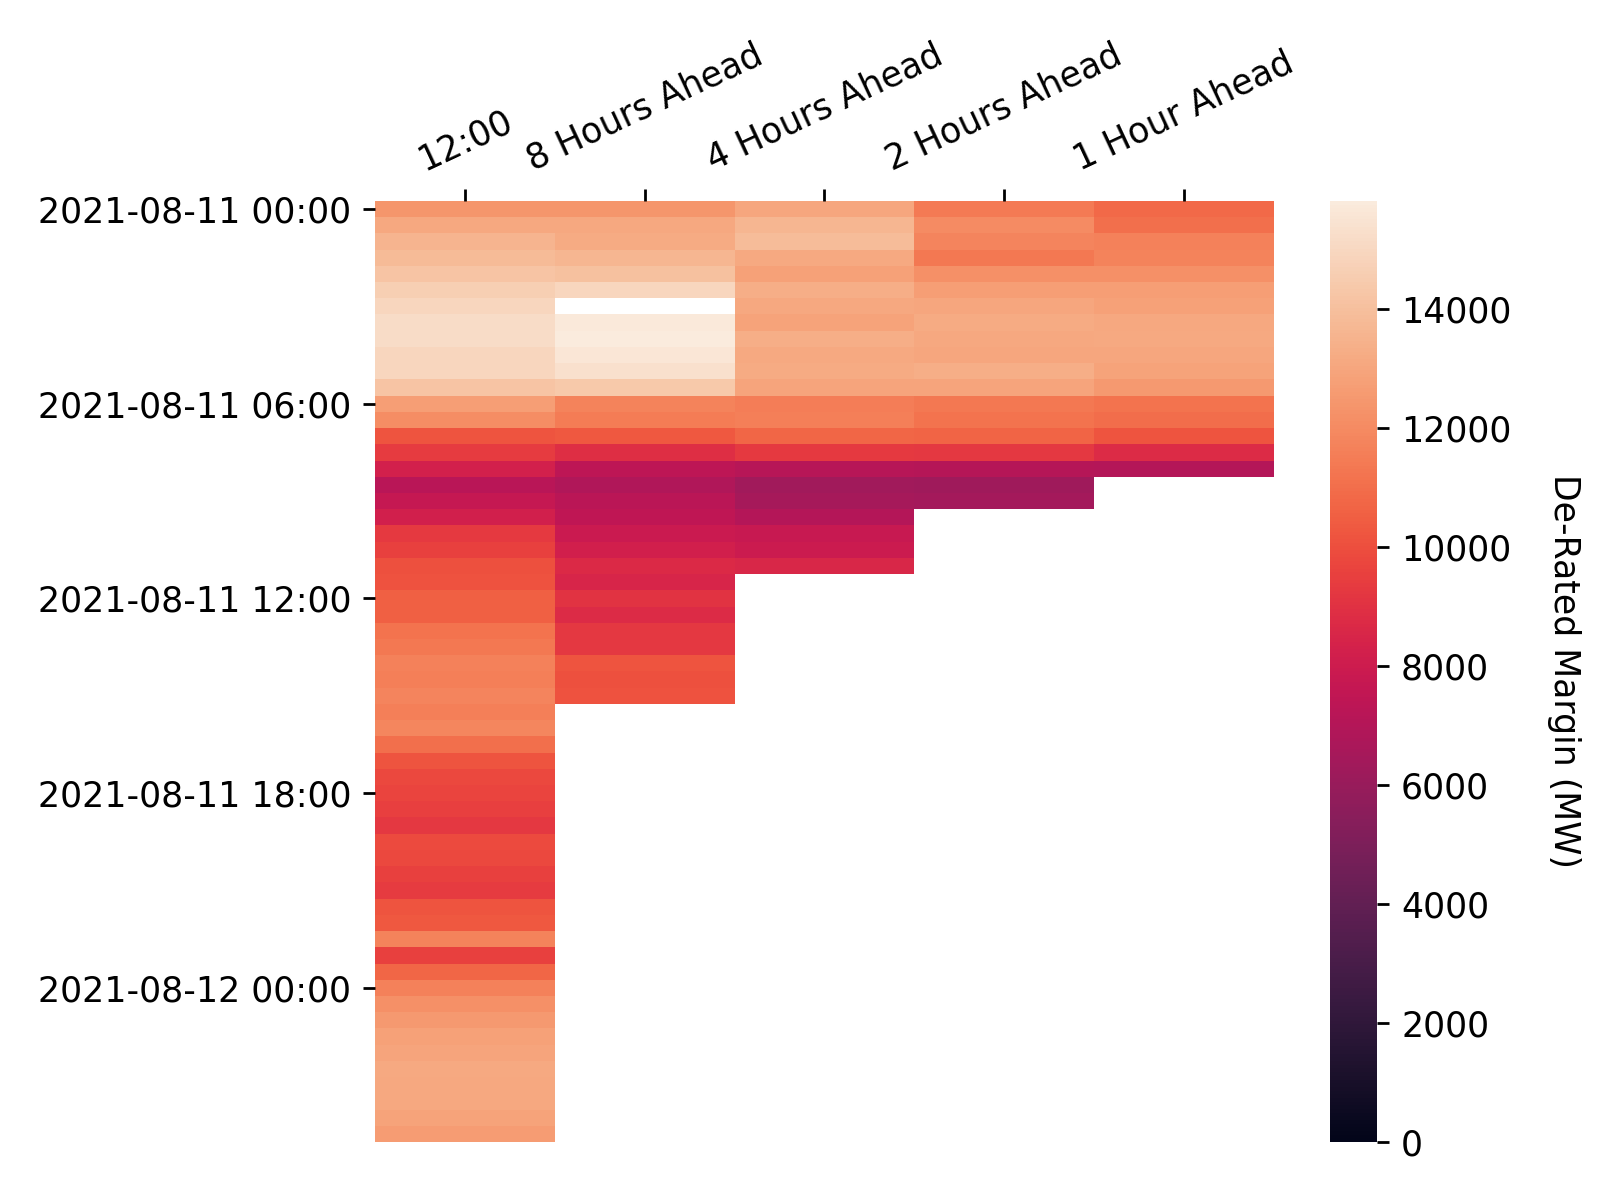 12:00
8 Hours Ahead
4 Hours Ahead
2 Hours Ahead
1 Hour Ahead
2021-08-11 00:00
2021-08-11 06:00
2021-08-11 12:00
2021-08-11 18:00
2021-08-12 00:00
14000
12000
10000
8000
6000
4000
2000
0
De-Rated Margin (MW)